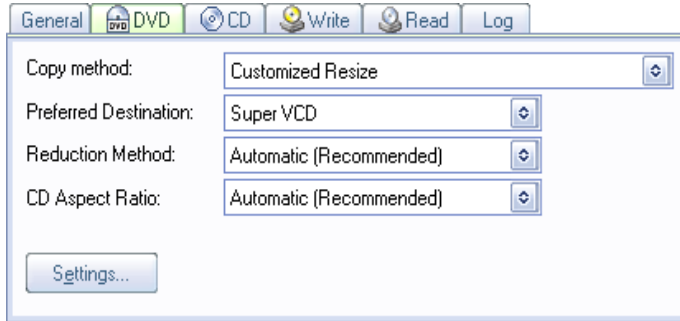 General DVD DVD CD Write Read Log
Copy method: Customized Resize
Preferred Destination: Super VCD
Reduction Method: Automatic (Recommended)
CD Aspect Ratio: Automatic (Recommended)
Settings...